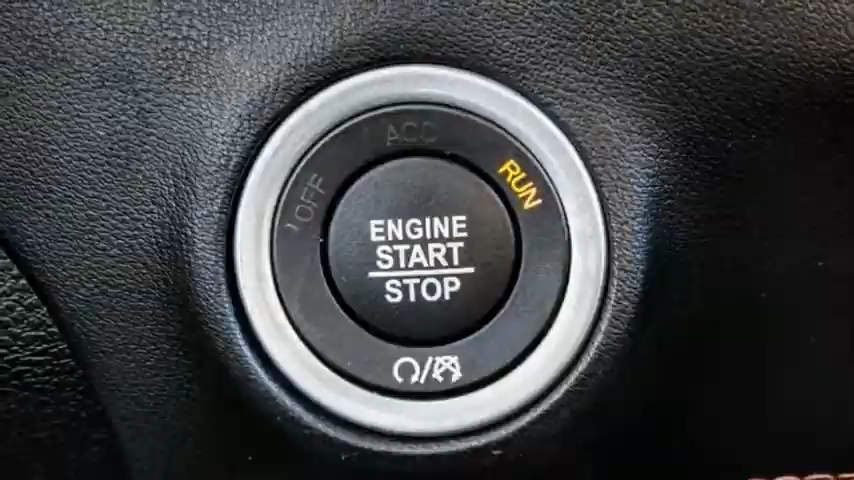 ACC
OFF
RUN
ENGINE
START
STOP